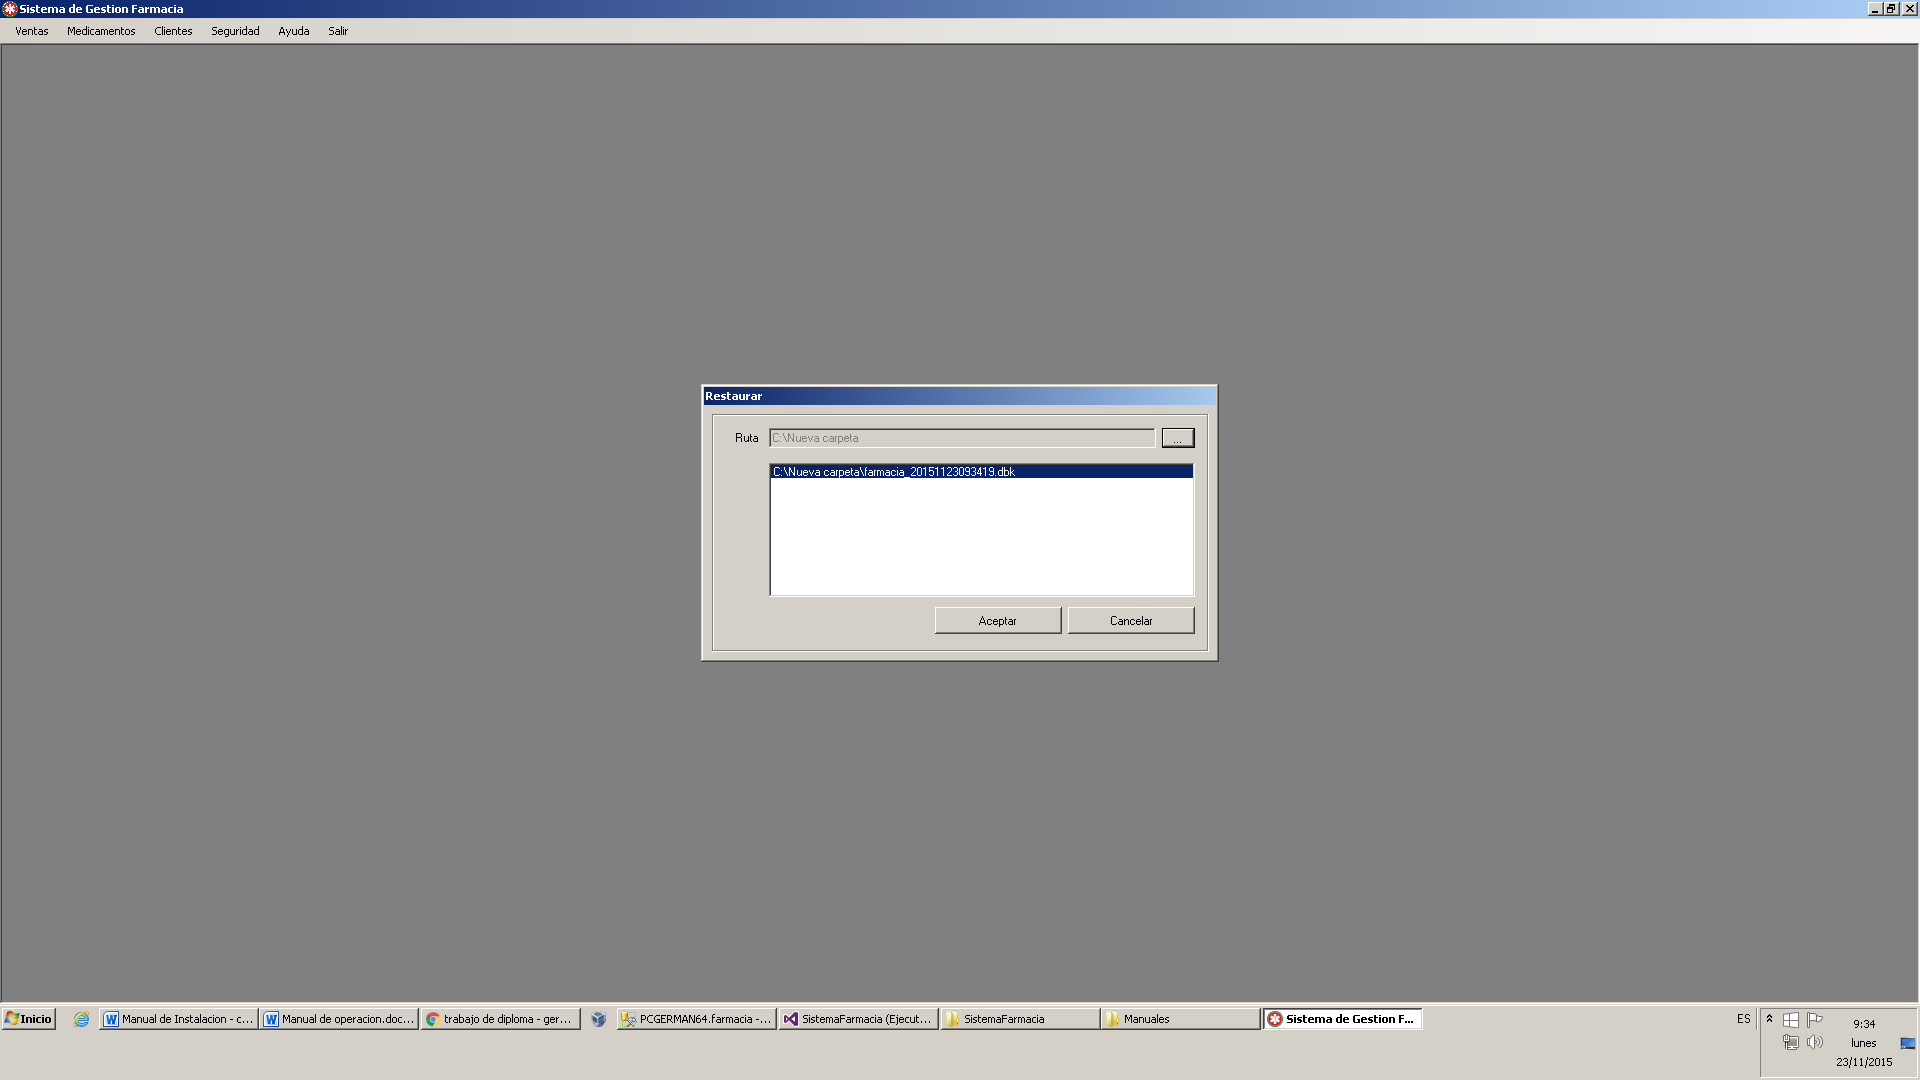 Sistema de Gestion Farmacia
Ventas Medicamentos Clientes Seguridad Ayuda Salir
Restaurar
Ruta C:\Nueva carpeta ...
C:\Nueva carpeta\farmacia_20151123093419.dbk
Aceptar Cancelar
Inicio Manual de Instalacion - c... Manual de operacion.doc... trabajo de diploma - ger... PCGERMAN64.farmacia -... SistemaFarmacia (Ejecut... SistemaFarmacia Manuales Sistema de Gestion F... ES
9:34
lunes
23/11/2015